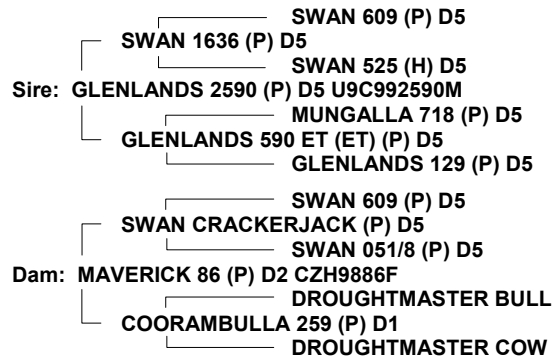 SWAN 609 (P) D5
SWAN 1636 (P) D5
SWAN 525 (H) D5
Sire: GLENLANDS 2590 (P) D5 U9C992590M
MUNGALLA 718 (P) D5
GLENLANDS 590 ET (ET) (P) D5
GLENLANDS 129 (P) D5
SWAN 609 (P) D5
SWAN CRACKERJACK (P) D5
SWAN 051/8 (P) D5
Dam: MAVERICK 86 (P) D2 CZH9886F
DROUGHTMASTER BULL
COORAMBULLA 259 (P) D1
DROUGHTMASTER COW